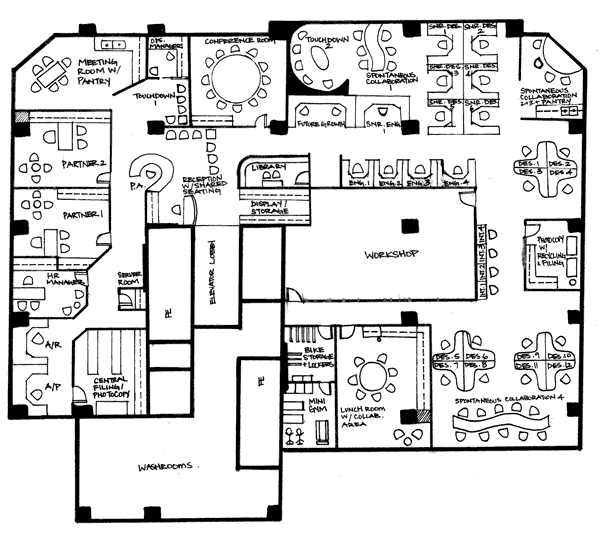 OPS.
MANAGER
CONFERENCE ROOM
MEETING
ROOM W/
PANTRY
TOUCHDOWN
1
TOUCHDOWN
2
SPONTANEOUS
COLLABORATION
1
SNR. DES.
1
SNR. DES.
2
SNR. DES.
3
SNR. DES.
4
SNR. DES.
5
SNR. DES.
6
SPONTANEOUS
COLLABORATION
2+3 + PANTRY
FUTURE GROWTH
SNR. ENG.
1
PARTNER 2
P.A.
RECEPTION
W/SHARED
SEATING
LIBRARY
DISPLAY/
STORAGE
ENG. 1
ENG. 2
ENG. 3
ENG. 4
DES. 1
DES. 2
DES. 3
DES. 4
PARTNER 1
ELEVATOR LOBBY
WORKSHOP
INT. 4
INT. 3
INT. 2
INT. 1
PHOTOCOPY
W/
RECYCLING
& FILING
HR
MANAGER
SERVER
ROOM
FE
A/R
A/P
CENTRAL
FILING/
PHOTOCOPY
BIKE
STORAGE
+ LOCKERS
FE
MINI
GYM
LUNCH ROOM
W/ COLLAB.
AREA
DES. 5
DES. 6
DES. 7
DES. 8
DES. 9
DES. 10
DES. 11
DES. 12
SPONTANEOUS COLLABORATION 4
WASHROOMS.